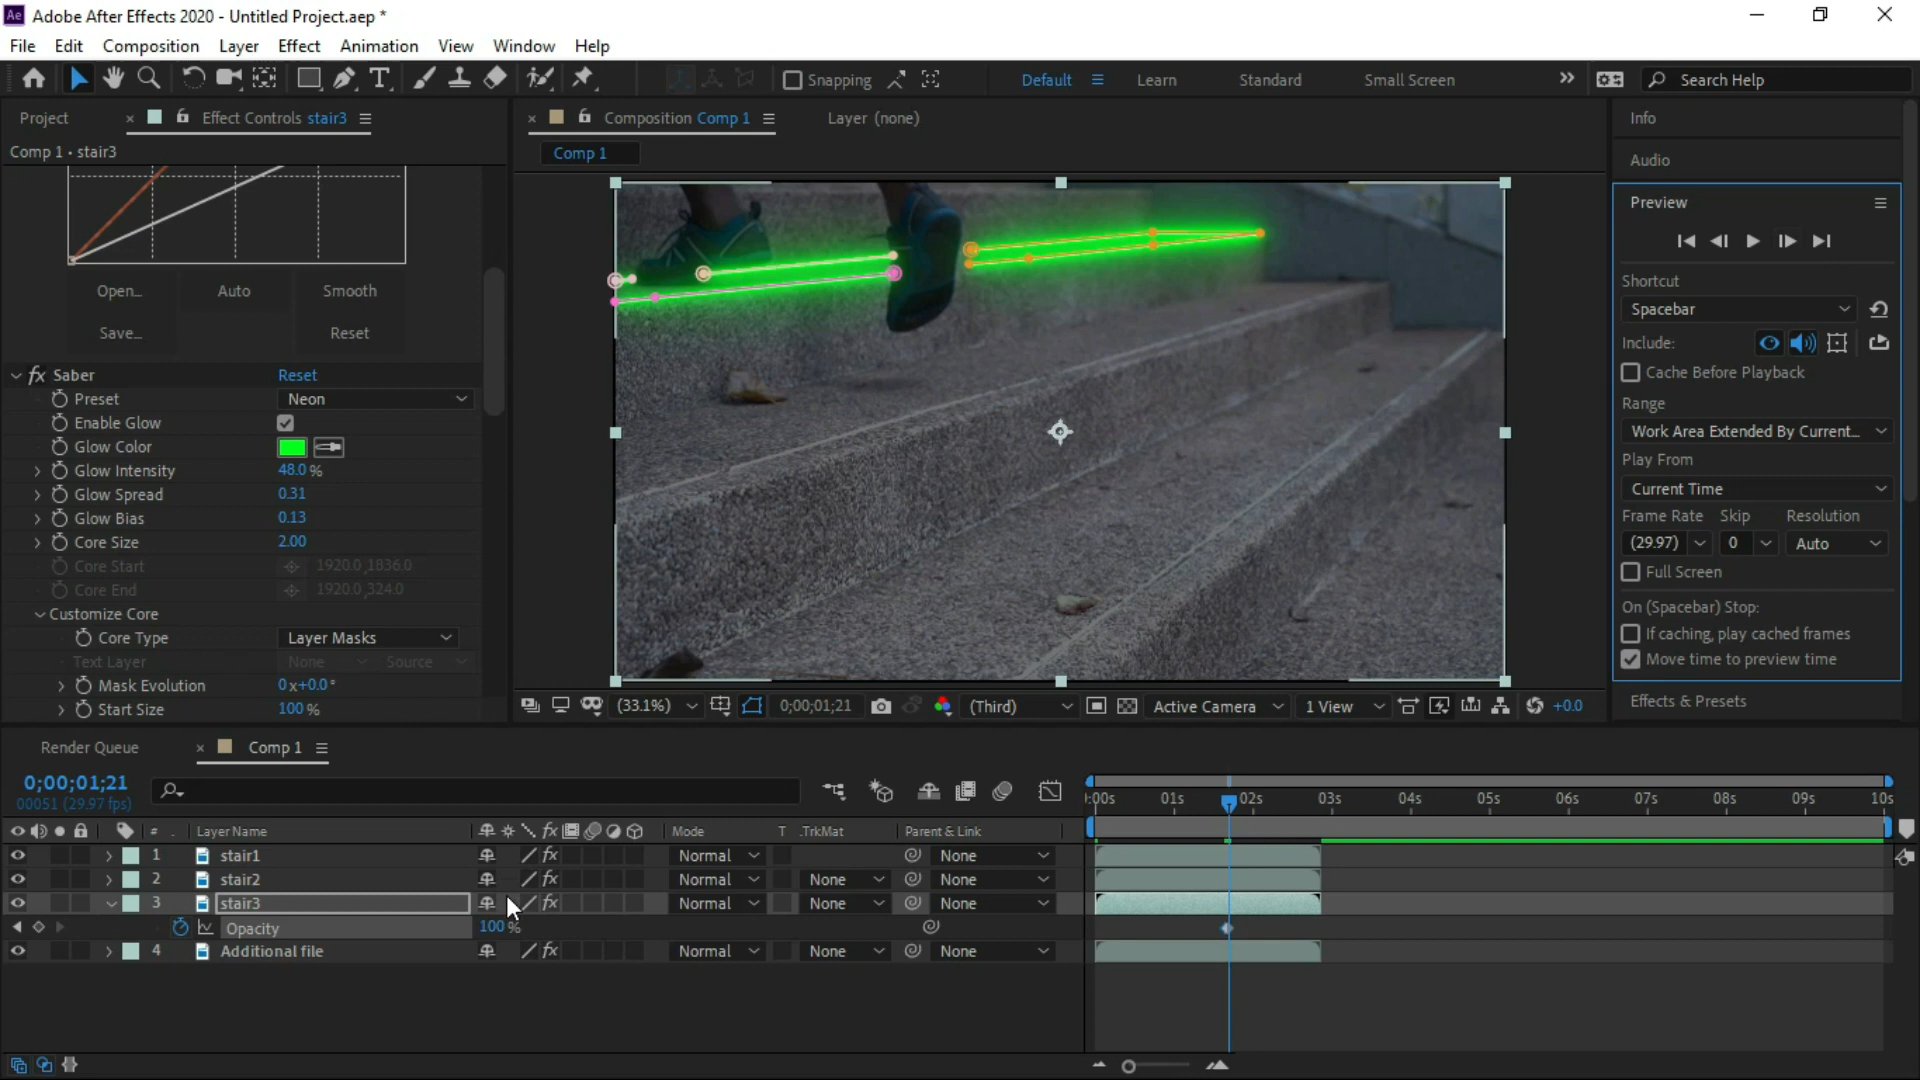 Ae Adobe After Effects 2020 - Untitled Project.aep *
File Edit Composition Layer Effect Animation View Window Help
Snapping Default Learn Standard Small Screen Search Help
Project Effect Controls stair3 Composition Comp 1 Layer (none) Info
Comp 1 • stair3
Comp 1
Audio
Preview
Open... Auto Smooth
Save... Reset
Shortcut
Spacebar
Include:
Cache Before Playback
Range
Work Area Extended By Current...
Play From
Current Time
Frame Rate Skip Resolution
(29.97) 0 Auto
Full Screen
On (Spacebar) Stop:
If caching, play cached frames
Move time to preview time
Effects & Presets
fx Saber Reset
Preset Neon
Enable Glow
Glow Color
Glow Intensity 48.0 %
Glow Spread 0.31
Glow Bias 0.13
Core Size 2.00
Core Start 1920.0,1836.0
Core End 1920.0,324.0
Customize Core
Core Type Layer Masks
Text Layer None Source
Mask Evolution 0x+0.0°
Start Size 100 %
(33.1%) 0;00;01;21 (Third) Active Camera 1 View +0.0
Render Queue Comp 1
0;00;01;21
00051 (29.97 fps)
:00s 01s 02s 03s 04s 05s 06s 07s 08s 09s 10s
# Layer Name fx Mode T .TrkMat Parent & Link
1 stair1 fx Normal None
2 stair2 fx Normal None None
3 stair3 fx Normal None None
Opacity 100 %
4 Additional file fx Normal None None